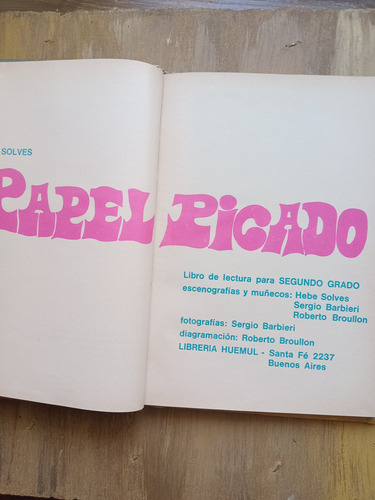 SOLVES
PAPEL PICADO
Libro de lectura para SEGUNDO GRADO
escenografías y muñecos: Hebe Solves
Sergio Barbieri
Roberto Broullon
fotografías: Sergio Barbieri
diagramación: Roberto Broullon
LIBRERIA HUEMUL - Santa Fé 2237
Buenos Aires